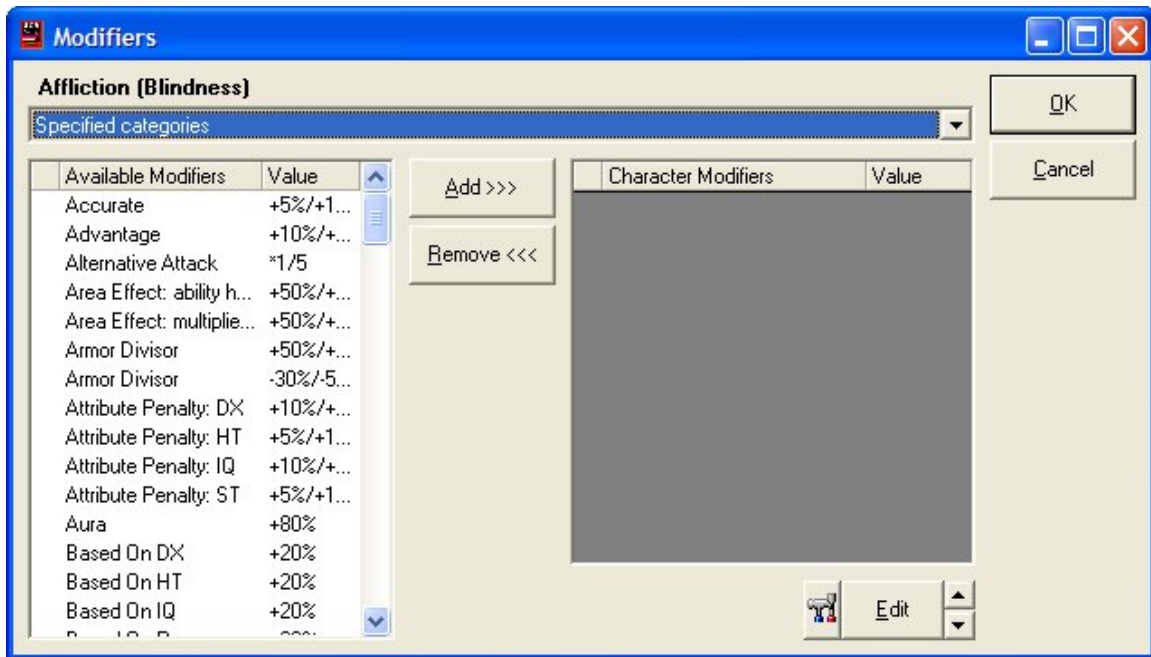 Modifiers
Affliction (Blindness)
Specified categories
OK
Cancel
Available Modifiers Value
Accurate +5%/+1...
Advantage +10%/+...
Alternative Attack *1/5
Area Effect: ability h... +50%/+...
Area Effect: multiplie... +50%/+...
Armor Divisor +50%/+...
Armor Divisor -30%/-5...
Attribute Penalty: DX +10%/+...
Attribute Penalty: HT +5%/+1...
Attribute Penalty: IQ +10%/+...
Attribute Penalty: ST +5%/+1...
Aura +80%
Based On DX +20%
Based On HT +20%
Based On IQ +20%
Add >>>
Remove <<<
Character Modifiers Value
Edit